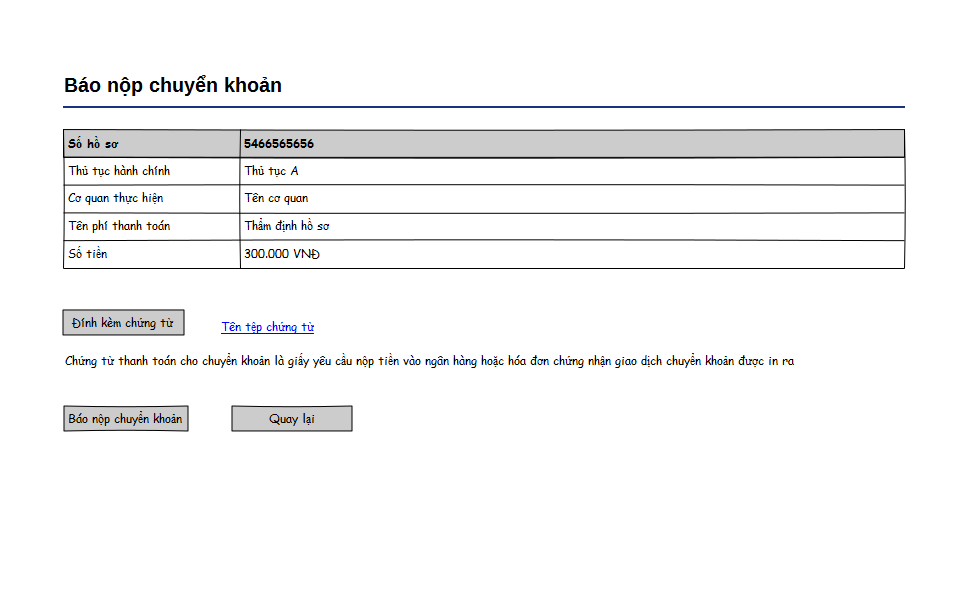 Báo nộp chuyển khoản
Số hồ sơ 5466565656
Thủ tục hành chính Thủ tục A
Cơ quan thực hiện Tên cơ quan
Tên phí thanh toán Thẩm định hồ sơ
Số tiền 300.000 VNĐ
Đính kèm chứng từ Tên tệp chứng từ
Chứng từ thanh toán cho chuyển khoản là giấy yêu cầu nộp tiền vào ngân hàng hoặc hóa đơn chứng nhận giao dịch chuyển khoản được in ra
Báo nộp chuyển khoản Quay lại